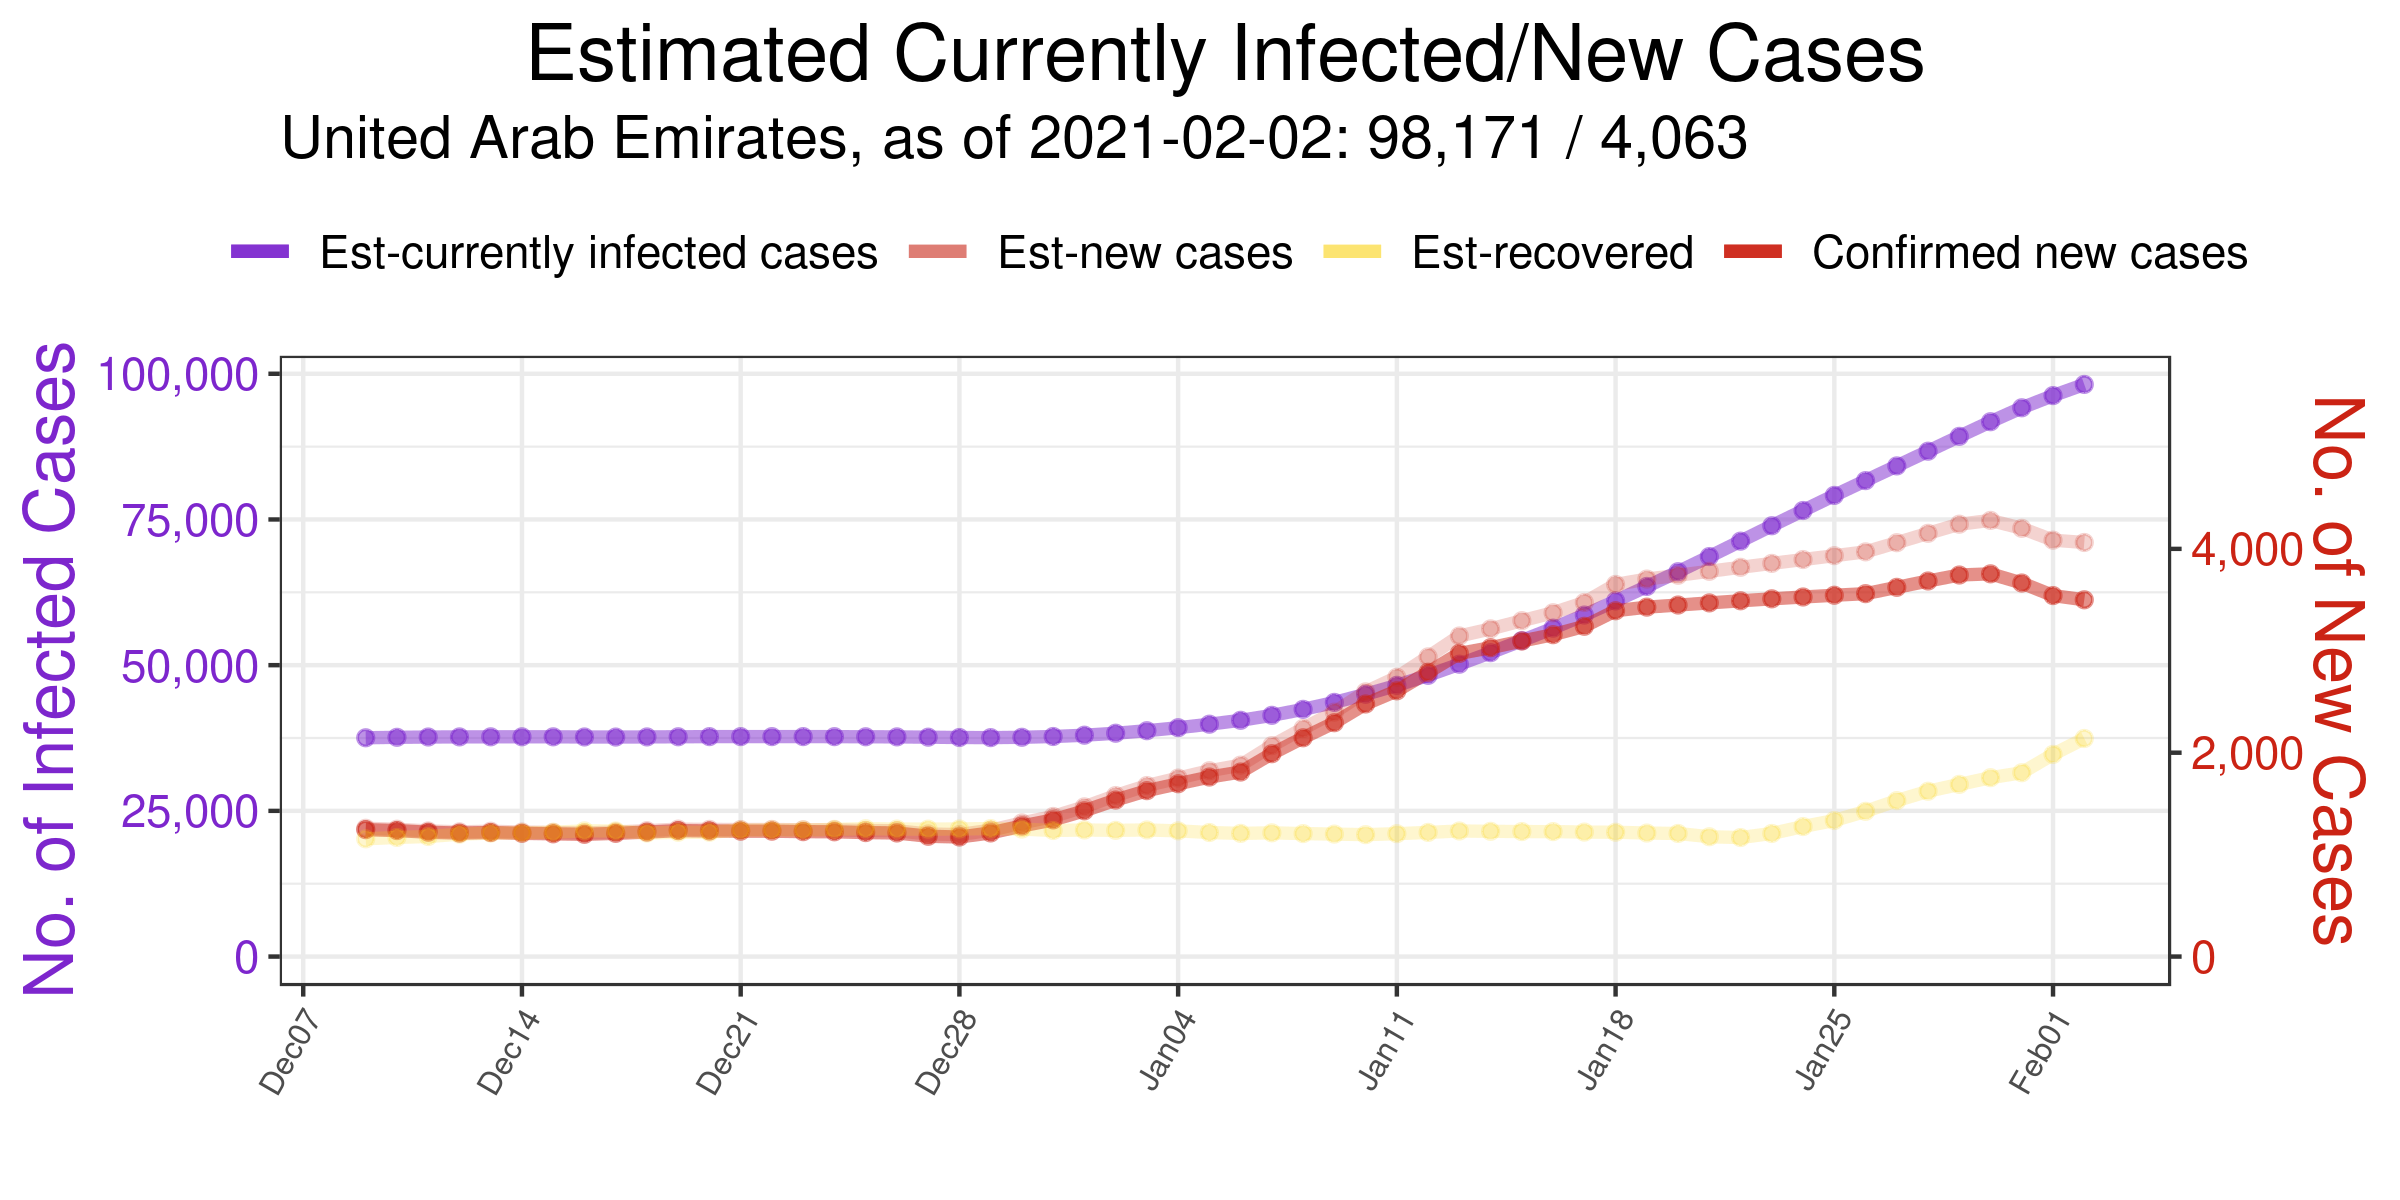 Estimated Currently Infected/New Cases
United Arab Emirates, as of 2021-02-02: 98,171 / 4,063
Est-currently infected cases Est-new cases Est-recovered Confirmed new cases
No. of Infected Cases
100,000
75,000
50,000
25,000
0
4,000
2,000
0
No. of New Cases
Dec07 Dec14 Dec21 Dec28 Jan04 Jan11 Jan18 Jan25 Feb01